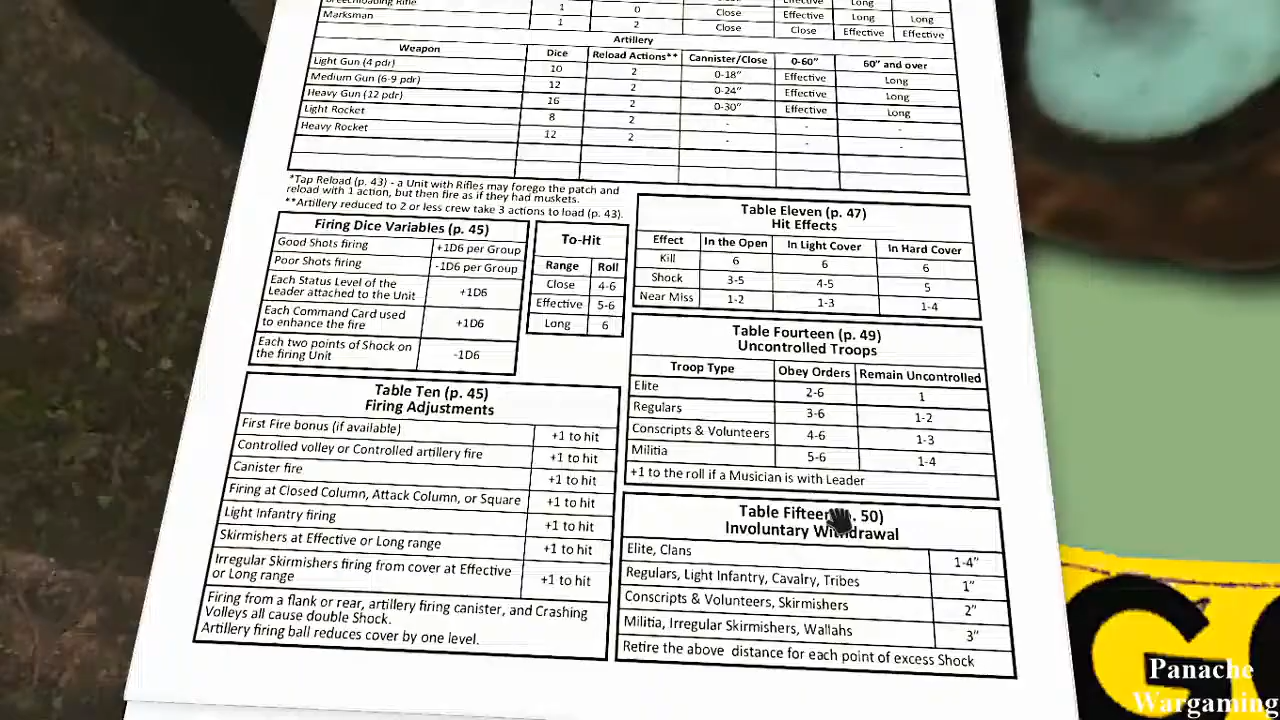 Breechloading Rifle 1 0 Close Effective Long
Marksman 1 2 Close Close Effective Effective
Long
Artillery
Weapon Dice Reload Actions** Cannister/Close 0-60" 60" and over
Light Gun (4 pdr) 10 2 0-18" Effective Long
Medium Gun (6-9 pdr) 12 2 0-24" Effective Long
Heavy Gun (12 pdr) 16 2 0-30" Effective Long
Light Rocket 8 2 - - -
Heavy Rocket 12 2 - - -
*Tap Reload (p. 43) - a Unit with Rifles may forego the patch and
reload with 1 action, but then fire as if they had muskets.
**Artillery reduced to 2 or less crew take 3 actions to load (p. 43).
Firing Dice Variables (p. 45)
Good Shots firing +1D6 per Group
Poor Shots firing -1D6 per Group
Each Status Level of the
Leader attached to the Unit +1D6
Each Command Card used
to enhance the fire +1D6
Each two points of Shock on
the firing Unit -1D6
To-Hit
Range Roll
Close 4-6
Effective 5-6
Long 6
Table Eleven (p. 47)
Hit Effects
Effect In the Open In Light Cover In Hard Cover
Kill 6 6 6
Shock 3-5 4-5 5
Near Miss 1-2 1-3 1-4
Table Ten (p. 45)
Firing Adjustments
First Fire bonus (if available) +1 to hit
Controlled volley or Controlled artillery fire +1 to hit
Canister fire +1 to hit
Firing at Closed Column, Attack Column, or Square +1 to hit
Light Infantry firing +1 to hit
Skirmishers at Effective or Long range +1 to hit
Irregular Skirmishers firing from cover at Effective
or Long range +1 to hit
Firing from a flank or rear, artillery firing canister, and Crashing
Volleys all cause double Shock.
Artillery firing ball reduces cover by one level.
Table Fourteen (p. 49)
Uncontrolled Troops
Troop Type Obey Orders Remain Uncontrolled
Elite 2-6 1
Regulars 3-6 1-2
Conscripts & Volunteers 4-6 1-3
Militia 5-6 1-4
+1 to the roll if a Musician is with Leader
Table Fifteen 50)
Involuntary Withdrawal
Elite, Clans 1-4"
Regulars, Light Infantry, Cavalry, Tribes 1"
Conscripts & Volunteers, Skirmishers 2"
Militia, Irregular Skirmishers, Wallahs 3"
Retire the above distance for each point of excess Shock
Panache
Wargaming